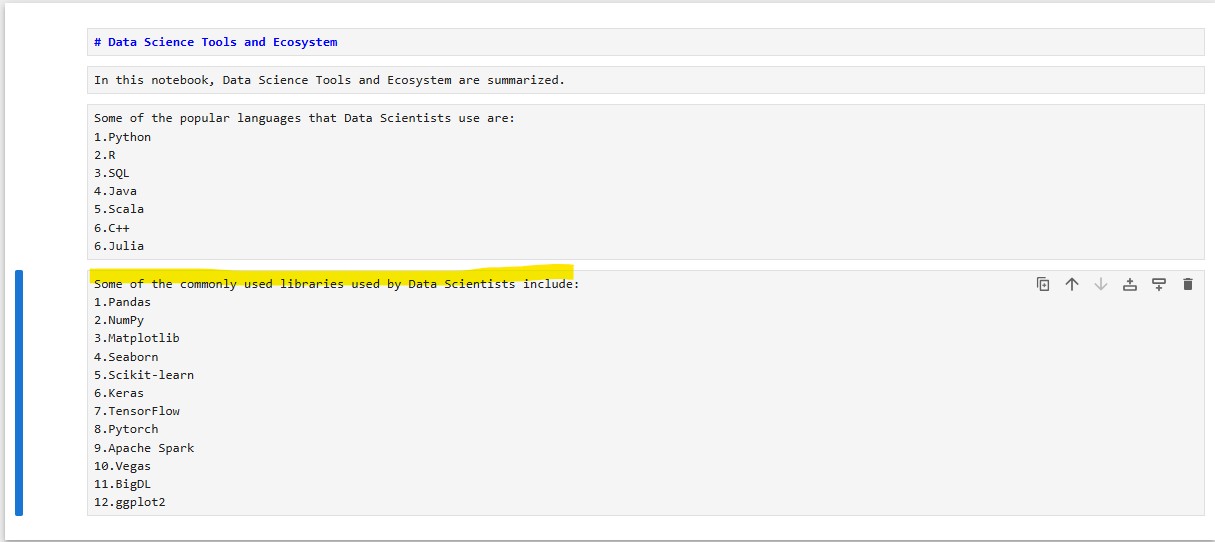 # Data Science Tools and Ecosystem
In this notebook, Data Science Tools and Ecosystem are summarized.
Some of the popular languages that Data Scientists use are:
1.Python
2.R
3.SQL
4.Java
5.Scala
6.C++
6.Julia
Some of the commonly used libraries used by Data Scientists include:
1.Pandas
2.NumPy
3.Matplotlib
4.Seaborn
5.Scikit-learn
6.Keras
7.TensorFlow
8.Pytorch
9.Apache Spark
10.Vegas
11.BigDL
12.ggplot2